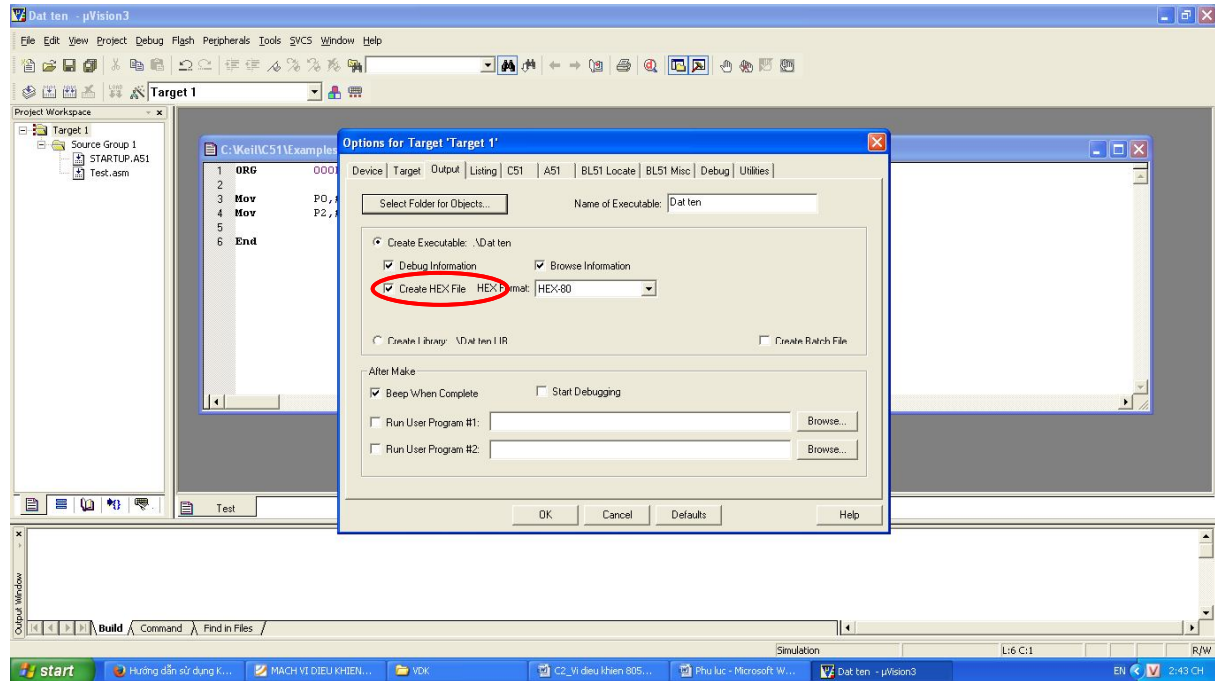 Dat ten - µVision3
File Edit View Project Debug Flash Peripherals Tools SVCS Window Help
Target 1
Project Workspace
Target 1
Source Group 1
STARTUP.A51
Test.asm
C:\Keil\C51\Examples
1 ORG 000
2
3 Mov P0,#
4 Mov P2,#
5
6 End
Options for Target 'Target 1'
Device Target Output Listing C51 A51 BL51 Locate BL51 Misc Debug Utilities
Select Folder for Objects... Name of Executable: Dat ten
Create Executable: .\Dat ten
Debug Information Browse Information
Create HEX File HEX Format: HEX-80
Create Library: .\Dat ten.LIB Create Batch File
After Make
Beep When Complete Start Debugging
Run User Program #1: Browse...
Run User Program #2: Browse...
OK Cancel Defaults Help
Test
Output Window
Build Command Find in Files
Simulation L:6 C:1 R/W
start Hướng dẫn sử dụng K... MACH VI DIEU KHIEN... VDK C2_Vi dieu khien 805... Phu luc - Microsoft W... Dat ten - µVision3 EN V 2:43 CH